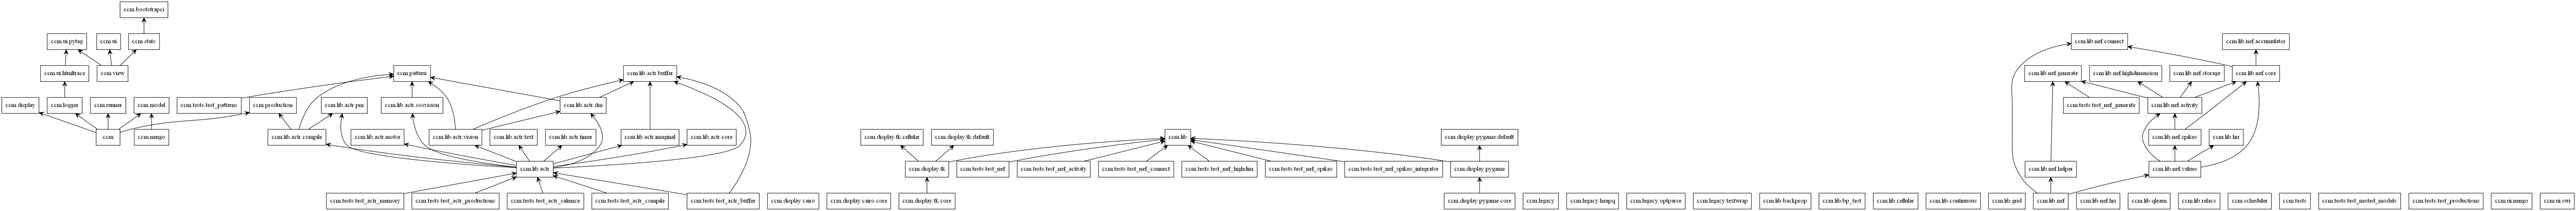 ccm.bootstrapci
ccm.ui.pytag
ccm.ui
ccm.stats
ccm.lib.nef.connect
ccm.lib.nef.accumulator
ccm.ui.htmltrace
ccm.view
ccm.pattern
ccm.lib.actr.buffer
ccm.lib.nef.generate
ccm.lib.nef.highdimension
ccm.lib.nef.storage
ccm.lib.nef.core
ccm.display
ccm.logger
ccm.runner
ccm.model
ccm.tests.test_patterns
ccm.production
ccm.lib.actr.pm
ccm.lib.actr.sosvision
ccm.lib.actr.dm
ccm.tests.test_nef_generate
ccm.lib.nef.activity
ccm
ccm.nengo
ccm.lib.actr.compile
ccm.lib.actr.motor
ccm.lib.actr.vision
ccm.lib.actr.text
ccm.lib.actr.timer
ccm.lib.actr.imaginal
ccm.lib.actr.core
ccm.display.tk.cellular
ccm.display.tk.default
ccm.lib
ccm.display.pygame.default
ccm.lib.nef.spikes
ccm.lib.hrr
ccm.lib.actr
ccm.display.tk
ccm.tests.test_nef
ccm.tests.test_nef_activity
ccm.tests.test_nef_connect
ccm.tests.test_nef_highdim
ccm.tests.test_nef_spikes
ccm.tests.test_nef_spikes_integrator
ccm.display.pygame
ccm.lib.nef.helper
ccm.lib.nef.values
ccm.tests.test_actr_memory
ccm.tests.test_actr_productions
ccm.tests.test_actr_salience
ccm.tests.test_actr_compile
ccm.tests.test_actr_buffer
ccm.display.cairo
ccm.display.cairo.core
ccm.display.tk.core
ccm.display.pygame.core
ccm.legacy
ccm.legacy.heapq
ccm.legacy.optparse
ccm.legacy.textwrap
ccm.lib.backprop
ccm.lib.bp_test
ccm.lib.cellular
ccm.lib.continuous
ccm.lib.grid
ccm.lib.nef
ccm.lib.nef.hrr
ccm.lib.qlearn
ccm.lib.relacs
ccm.scheduler
ccm.tests
ccm.tests.test_nested_models
ccm.tests.test_productions
ccm.ui.nengo
ccm.ui.svi